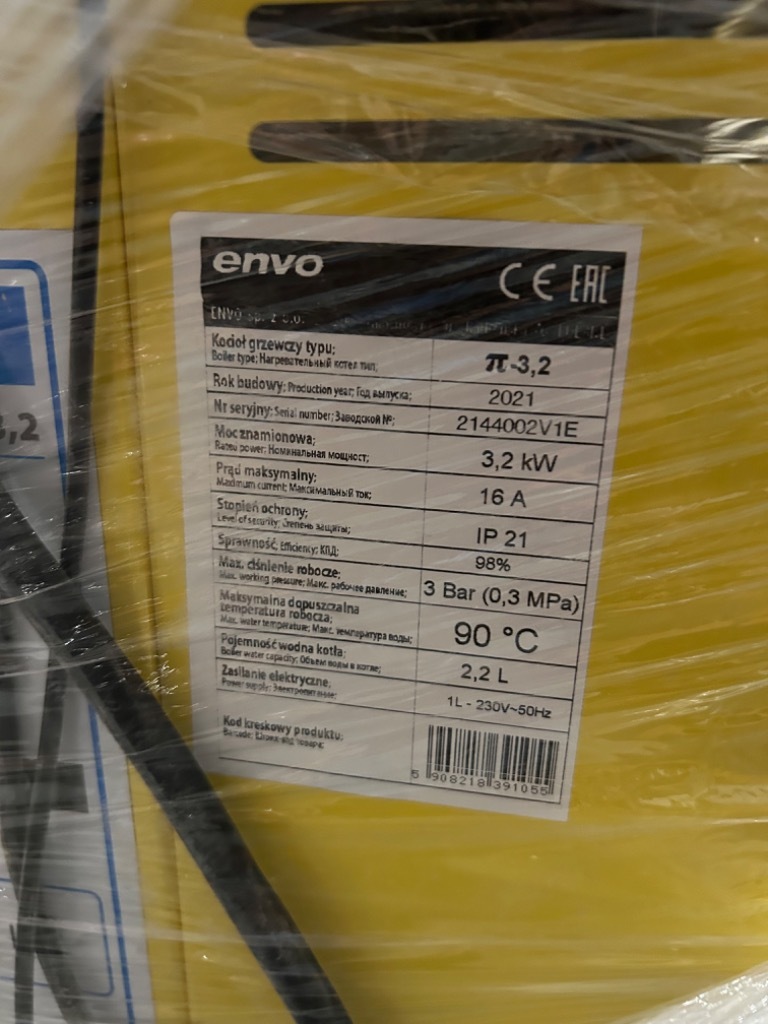 envo
CE EAC
ENVO sp. z o.o.
Kocioł grzewczy typu;
Boiler type; Нагревательный котел тип;
π-3,2
Rok budowy; Production year; Год выпуска;
2021
Nr seryjny; Serial number; Заводской №;
2144002V1E
Moc znamionowa;
Rated power; Номинальная мощност;
3,2 kW
Prąd maksymalny;
Maximum current; Максимальный ток;
16 A
Stopień ochrony;
Level of security; Степень защиты;
IP 21
Sprawność; Efficiency; КПД;
98%
Max. ciśnienie robocze;
Max. working pressure; Макс. рабочее давление;
3 Bar (0,3 MPa)
Maksymalna dopuszczalna
temperatura robocza;
Max. water temperature; Макс. температура воды;
90 °C
Pojemność wodna kotła;
Boiler water capacity; Объем воды в котле;
2,2 L
Zasilanie elektryczne,
Power supply; Электропитание;
1L - 230V~50Hz
Kod kreskowy produktu,
Barcode;
5 908218 391055
3,2